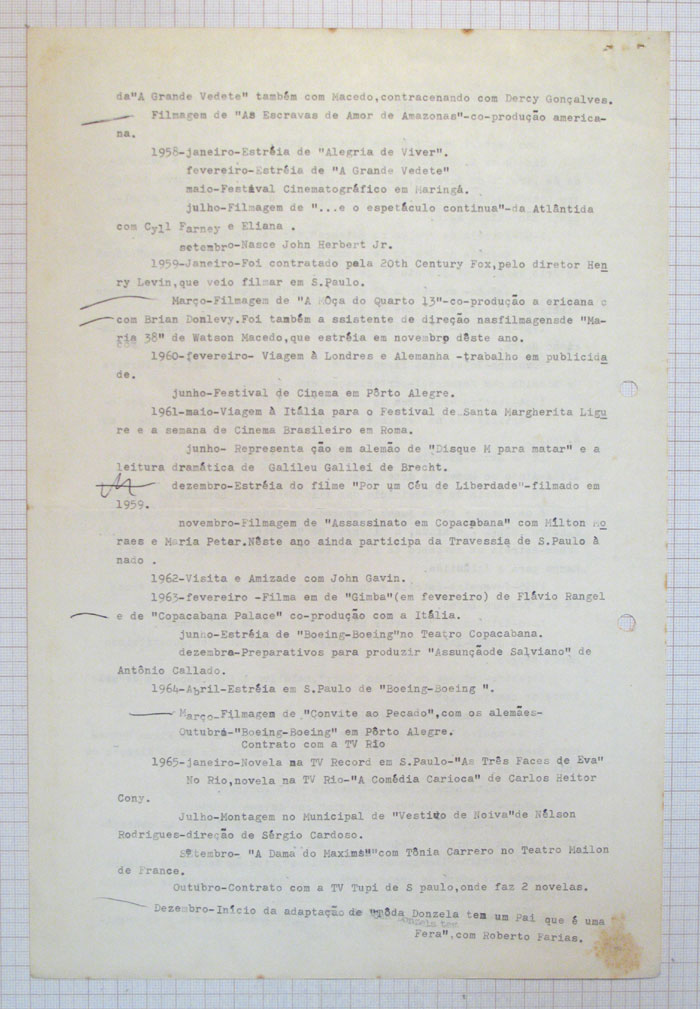 da"A Grande Vedete" também com Macedo,contracenando com Dercy Gonçalves.
Filmagem de "As Escravas de Amor de Amazonas"-co-produção america-
na.
1958-janeiro-Estréia de "Alegria de Viver".
fevereiro-Estréia de "A Grande Vedete"
maio-Festival Cinematográfico em Maringá.
julho-Filmagem de "...e o espetáculo continua"-da Atlântida
com Cyll Farney e Eliana .
setembro-Nasce John Herbert Jr.
1959-Janeiro-Foi contratado pela 20th Century Fox,pelo diretor Hen
ry Levin,que veio filmar em S.Paulo.
Março-Filmagem de "A Môça do Quarto 13"-co-produção a ericana e
com Brian Donlevy.Foi também a ssistente de direção nasfilmagensde "Ma-
ria 38" de Watson Macedo,que estréia em novembro dêste ano.
1960-fevereiro- Viagem à Londres e Alemanha -trabalho em publicida
de.
junho-Festival de Cinema em Pôrto Alegre.
1961-maio-Viagem à Itália para o Festival de Santa Margherita Ligu
re e a semana de Cinema Brasileiro em Roma.
junho- Representa ção em alemão de "Disque M para matar" e a
leitura dramática de Galileu Galilei de Brecht.
dezembro-Estréia do filme "Por um Céu de Liberdade"-filmado em
1959.
novembro-Filmagem de "Assassinato em Copacabana" com Milton Mo
raes e Maria Petar.Nêste ano ainda participa da Travessia de S.Paulo à
nado .
1962-Visita e Amizade com John Gavin.
1963-fevereiro -Filma em de "Gimba"(em fevereiro) de Flávio Rangel
e de "Copacabana Palace" co-produção com a Itália.
junho-Estréia de "Boeing-Boeing"no Teatro Copacabana.
dezembra-Preparativos para produzir "Assunçãode Salviano" de
Antônio Callado.
1964-Abril-Estréia em S.Paulo de "Boeing-Boeing ".
Março-Filmagem de "Convite ao Pecado",com os alemães-
Outubro-"Boeing-Boeing" em Pôrto Alegre.
Contrato com a TV Rio
1965-janeiro-Novela na TV Record em S.Paulo-"As Três Faces de Eva"
No Rio,novela na TV Rio-"A Comédia Carioca" de Carlos Heitor
Cony.
Julho-Montagem no Municipal de "Vestido de Noiva"de Nélson
Rodrigues-direção de Sérgio Cardoso.
Setembro- "A Dama do Maxims""com Tônia Carrero no Teatro Mailon
de France.
Outubro-Contrato com a TV Tupi de S paulo,onde faz 2 novelas.
Dezembro-Início da adaptação de "Tôda Donzela tem um Pai que é uma
Donzela tem
Fera",com Roberto Farias.